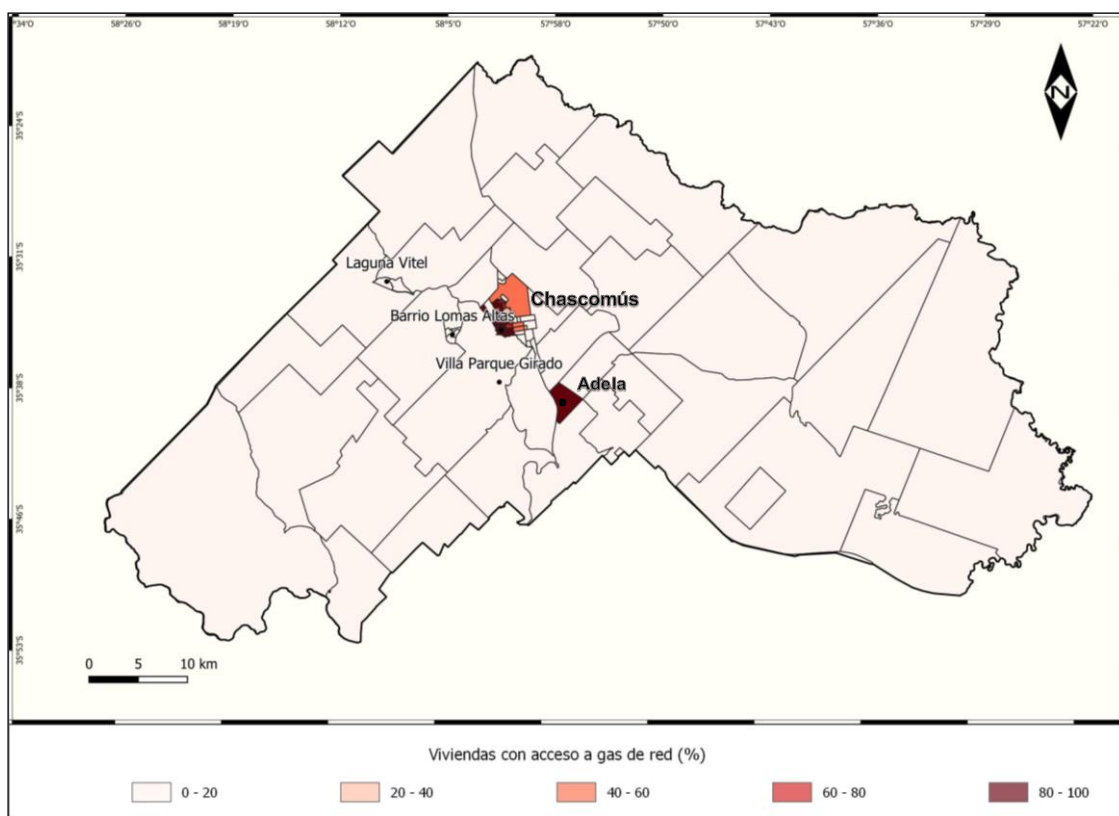 °34'O 58°26'O 58°19'O 58°12'O 58°5'O 57°58'O 57°50'O 57°43'O 57°36'O 57°29'O 57°22'O
N
35°24'S
35°31'S
Laguna Vitel
Chascomús
Barrio Lomas Altas
Villa Parque Girado
35°38'S
Adela
35°46'S
35°53'S
0 5 10 km
Viviendas con acceso a gas de red (%)
0 - 20 20 - 40 40 - 60 60 - 80 80 - 100